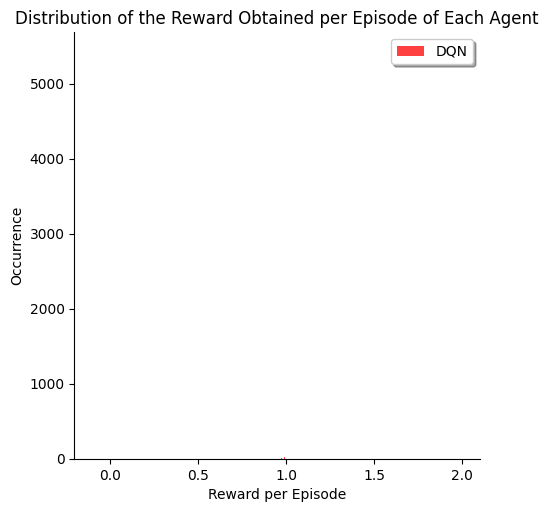 Distribution of the Reward Obtained per Episode of Each Agent
DQN
5000
4000
3000
2000
1000
0
Occurrence
0.0 0.5 1.0 1.5 2.0
Reward per Episode